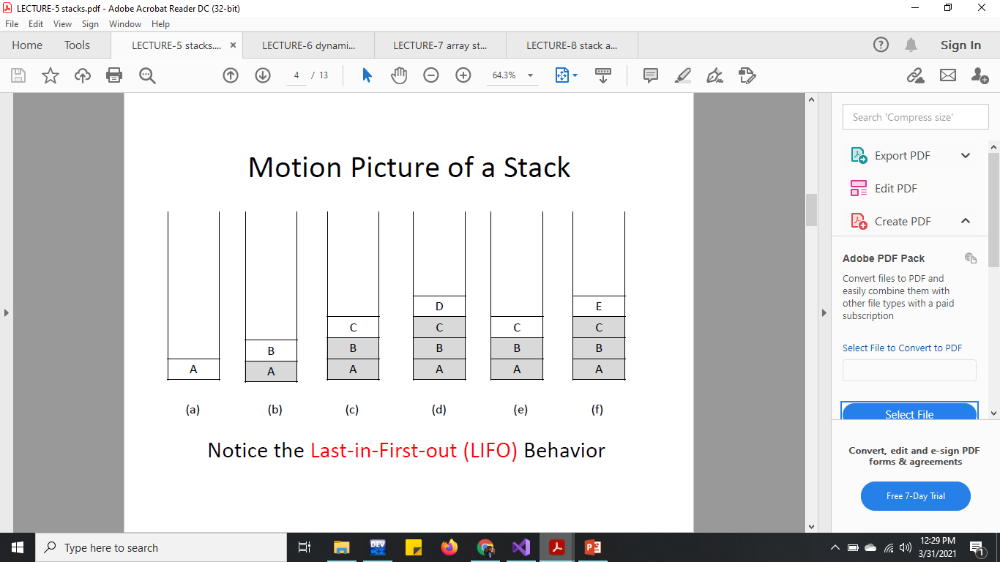 LECTURE-5 stacks.pdf - Adobe Acrobat Reader DC (32-bit)
File Edit View Sign Window Help
Home Tools LECTURE-5 stacks.... × LECTURE-6 dynami... LECTURE-7 array st... LECTURE-8 stack a... Sign In
4 / 13 64.3%
Motion Picture of a Stack
D E
C C C C
B B B B B
A A A A A A
(a) (b) (c) (d) (e) (f)
Notice the Last-in-First-out (LIFO) Behavior
Search 'Compress size'
Export PDF
Edit PDF
Create PDF
Adobe PDF Pack
Convert files to PDF and
easily combine them with
other file types with a paid
subscription
Select File to Convert to PDF
Select File
Convert, edit and e-sign PDF
forms & agreements
Free 7-Day Trial
Type here to search
DEV
12:29 PM
3/31/2021
1